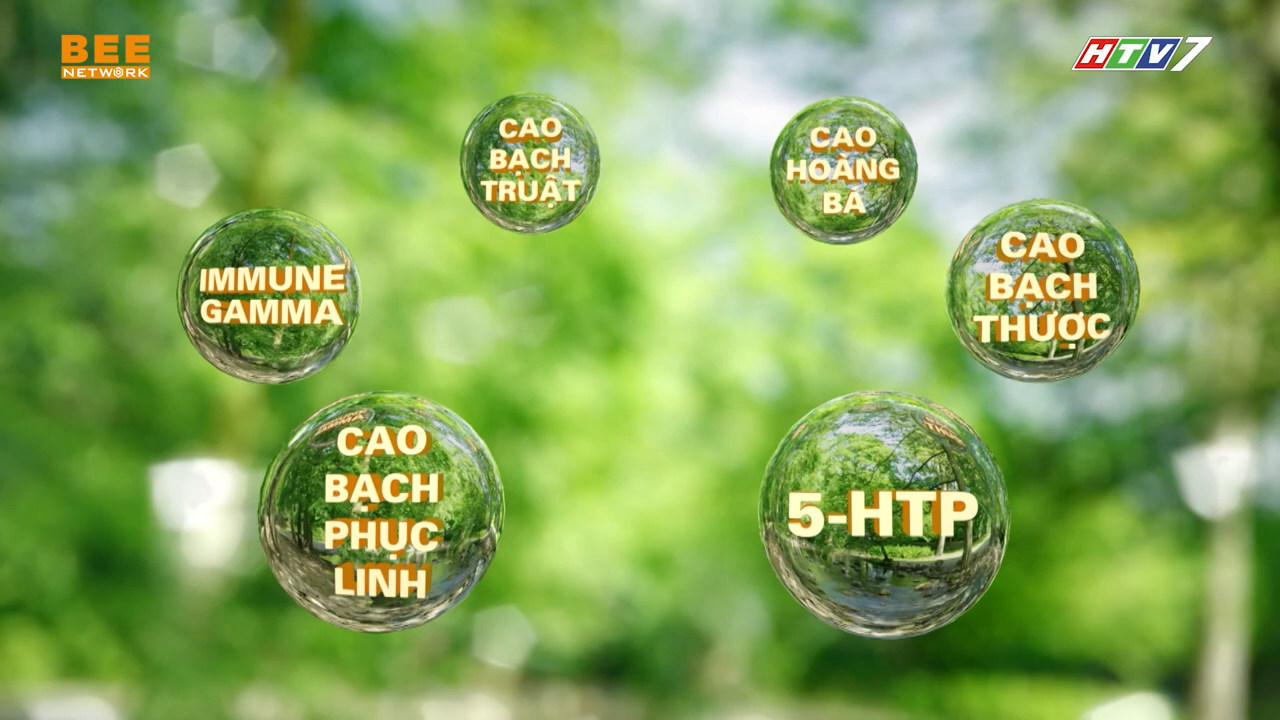 BEE
NETWORK
HTV7
CAO
BẠCH
TRUẬT
CAO
HOÀNG
BÁ
IMMUNE
GAMMA
CAO
BẠCH
THƯỢC
CAO
BẠCH
PHỤC
LINH
5-HTP